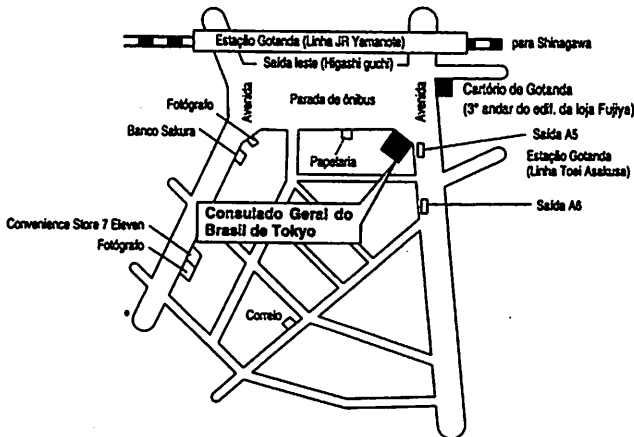 Estação Gotanda (Linha JR Yamanote)
para Shinagawa
Saída leste (Higashi guchi)
Avenida
Parada de ônibus
Avenida
Cartório de Gotanda
(3° andar do edif. da loja Fujiya)
Fotógrafo
Banco Sakura
Papelaria
Saída A5
Estação Gotanda
(Linha Toei Asakusa)
Saída A6
Consulado Geral do
Brasil de Tokyo
Convenience Store 7 Eleven
Fotógrafo
Correio